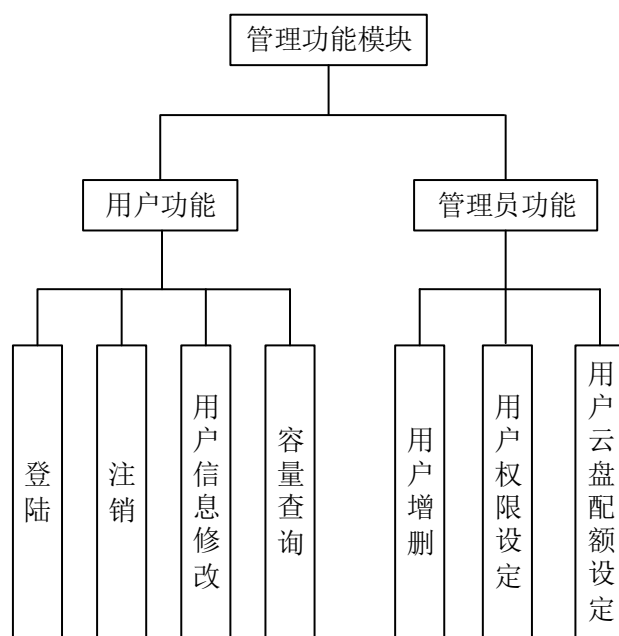 管理功能模块
用户功能
管理员功能
登陆
注销
用户信息修改
容量查询
用户增删
用户权限设定
用户云盘配额设定